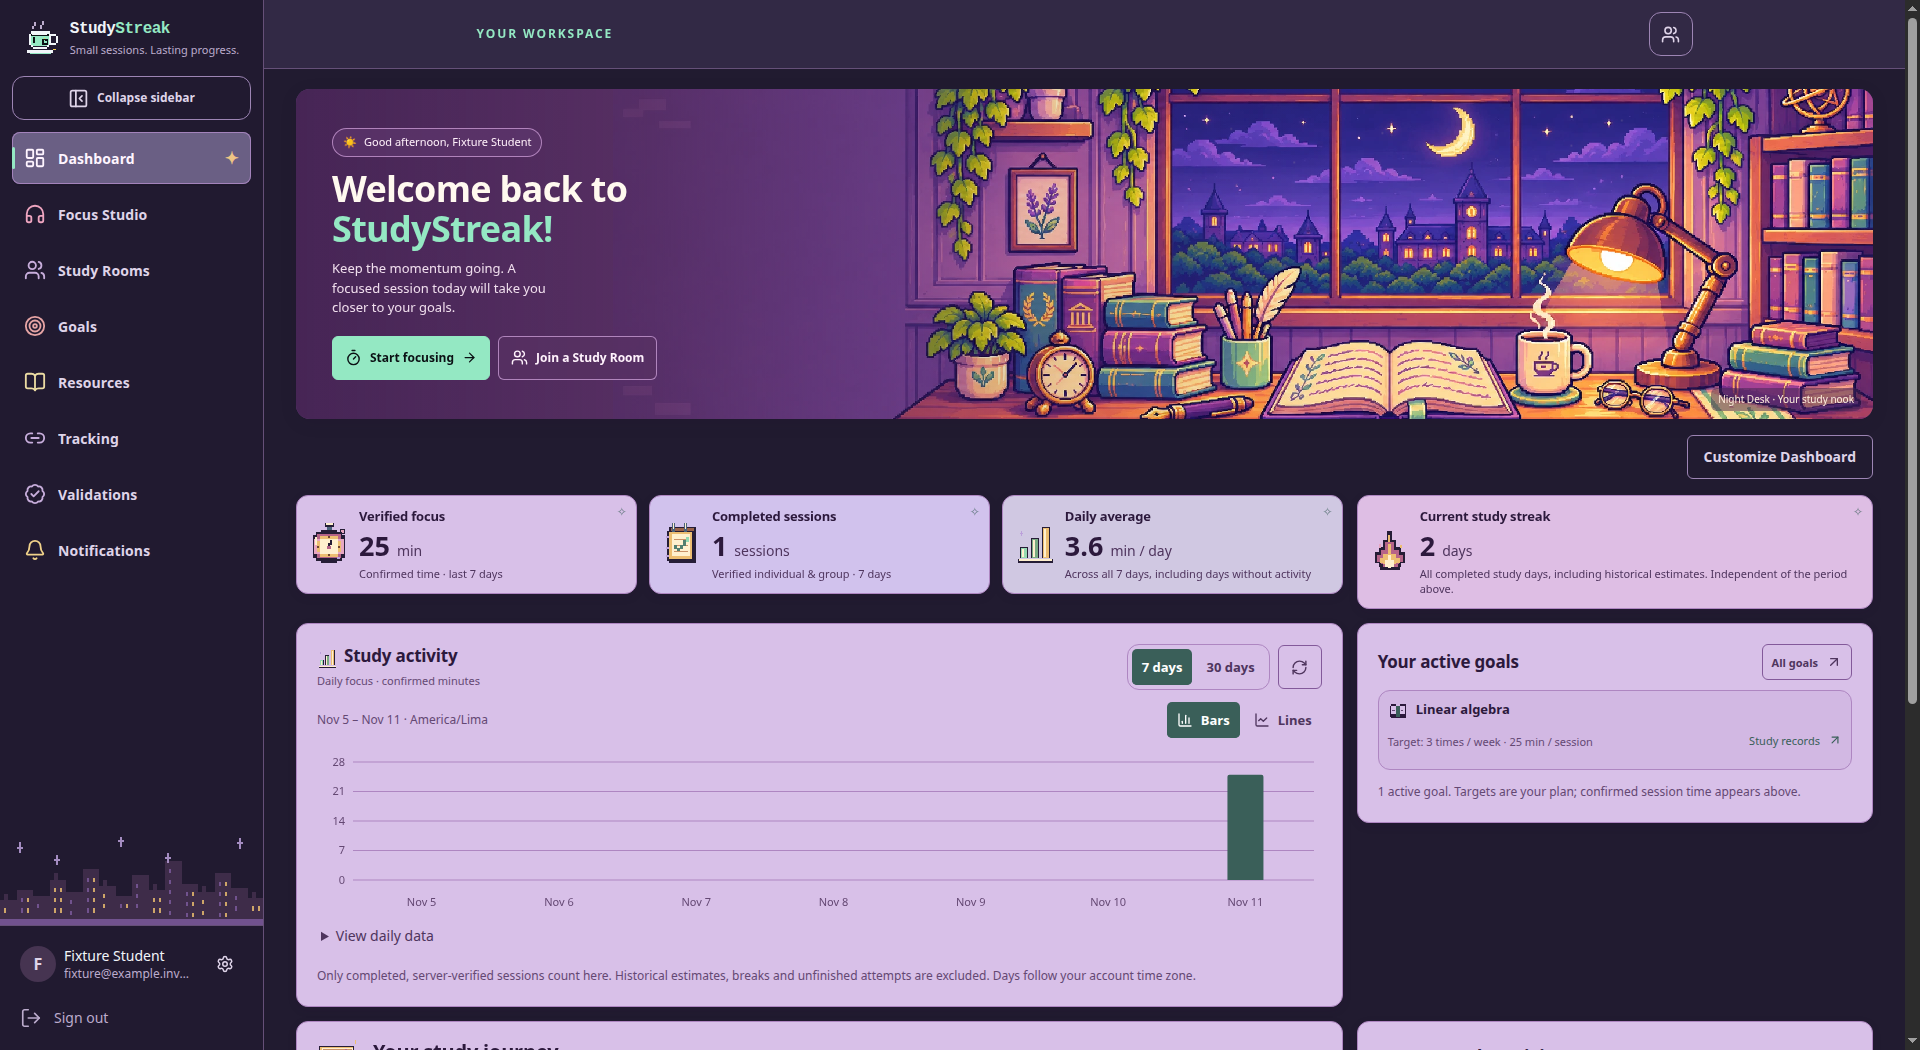 StudyStreak
Small sessions. Lasting progress.
Collapse sidebar
Dashboard
Focus Studio
Study Rooms
Goals
Resources
Tracking
Validations
Notifications
F
Fixture Student
fixture@example.inv...
Sign out
YOUR WORKSPACE
Good afternoon, Fixture Student
Welcome back to
StudyStreak!
Keep the momentum going. A
focused session today will take you
closer to your goals.
Start focusing
Join a Study Room
Night Desk · Your study nook
Customize Dashboard
Verified focus
25 min
Confirmed time · last 7 days
Completed sessions
1 sessions
Verified individual & group · 7 days
Daily average
3.6 min / day
Across all 7 days, including days without activity
Current study streak
2 days
All completed study days, including historical estimates. Independent of the period
above.
Study activity
Daily focus · confirmed minutes
7 days
30 days
Nov 5 – Nov 11 · America/Lima
Bars
Lines
28
21
14
7
0
Nov 5
Nov 6
Nov 7
Nov 8
Nov 9
Nov 10
Nov 11
View daily data
Only completed, server-verified sessions count here. Historical estimates, breaks and unfinished attempts are excluded. Days follow your account time zone.
Your active goals
All goals
Linear algebra
Target: 3 times / week · 25 min / session
Study records
1 active goal. Targets are your plan; confirmed session time appears above.
Your study journey